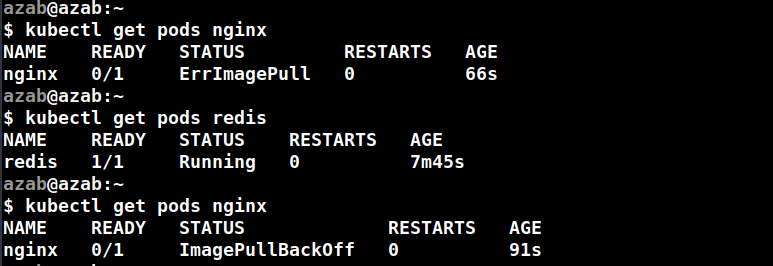 azab@azab:~
$ kubectl get pods nginx
NAME    READY   STATUS         RESTARTS   AGE
nginx   0/1     ErrImagePull   0          66s
azab@azab:~
$ kubectl get pods redis
NAME    READY   STATUS    RESTARTS   AGE
redis   1/1     Running   0          7m45s
azab@azab:~
$ kubectl get pods nginx
NAME    READY   STATUS             RESTARTS   AGE
nginx   0/1     ImagePullBackOff   0          91s